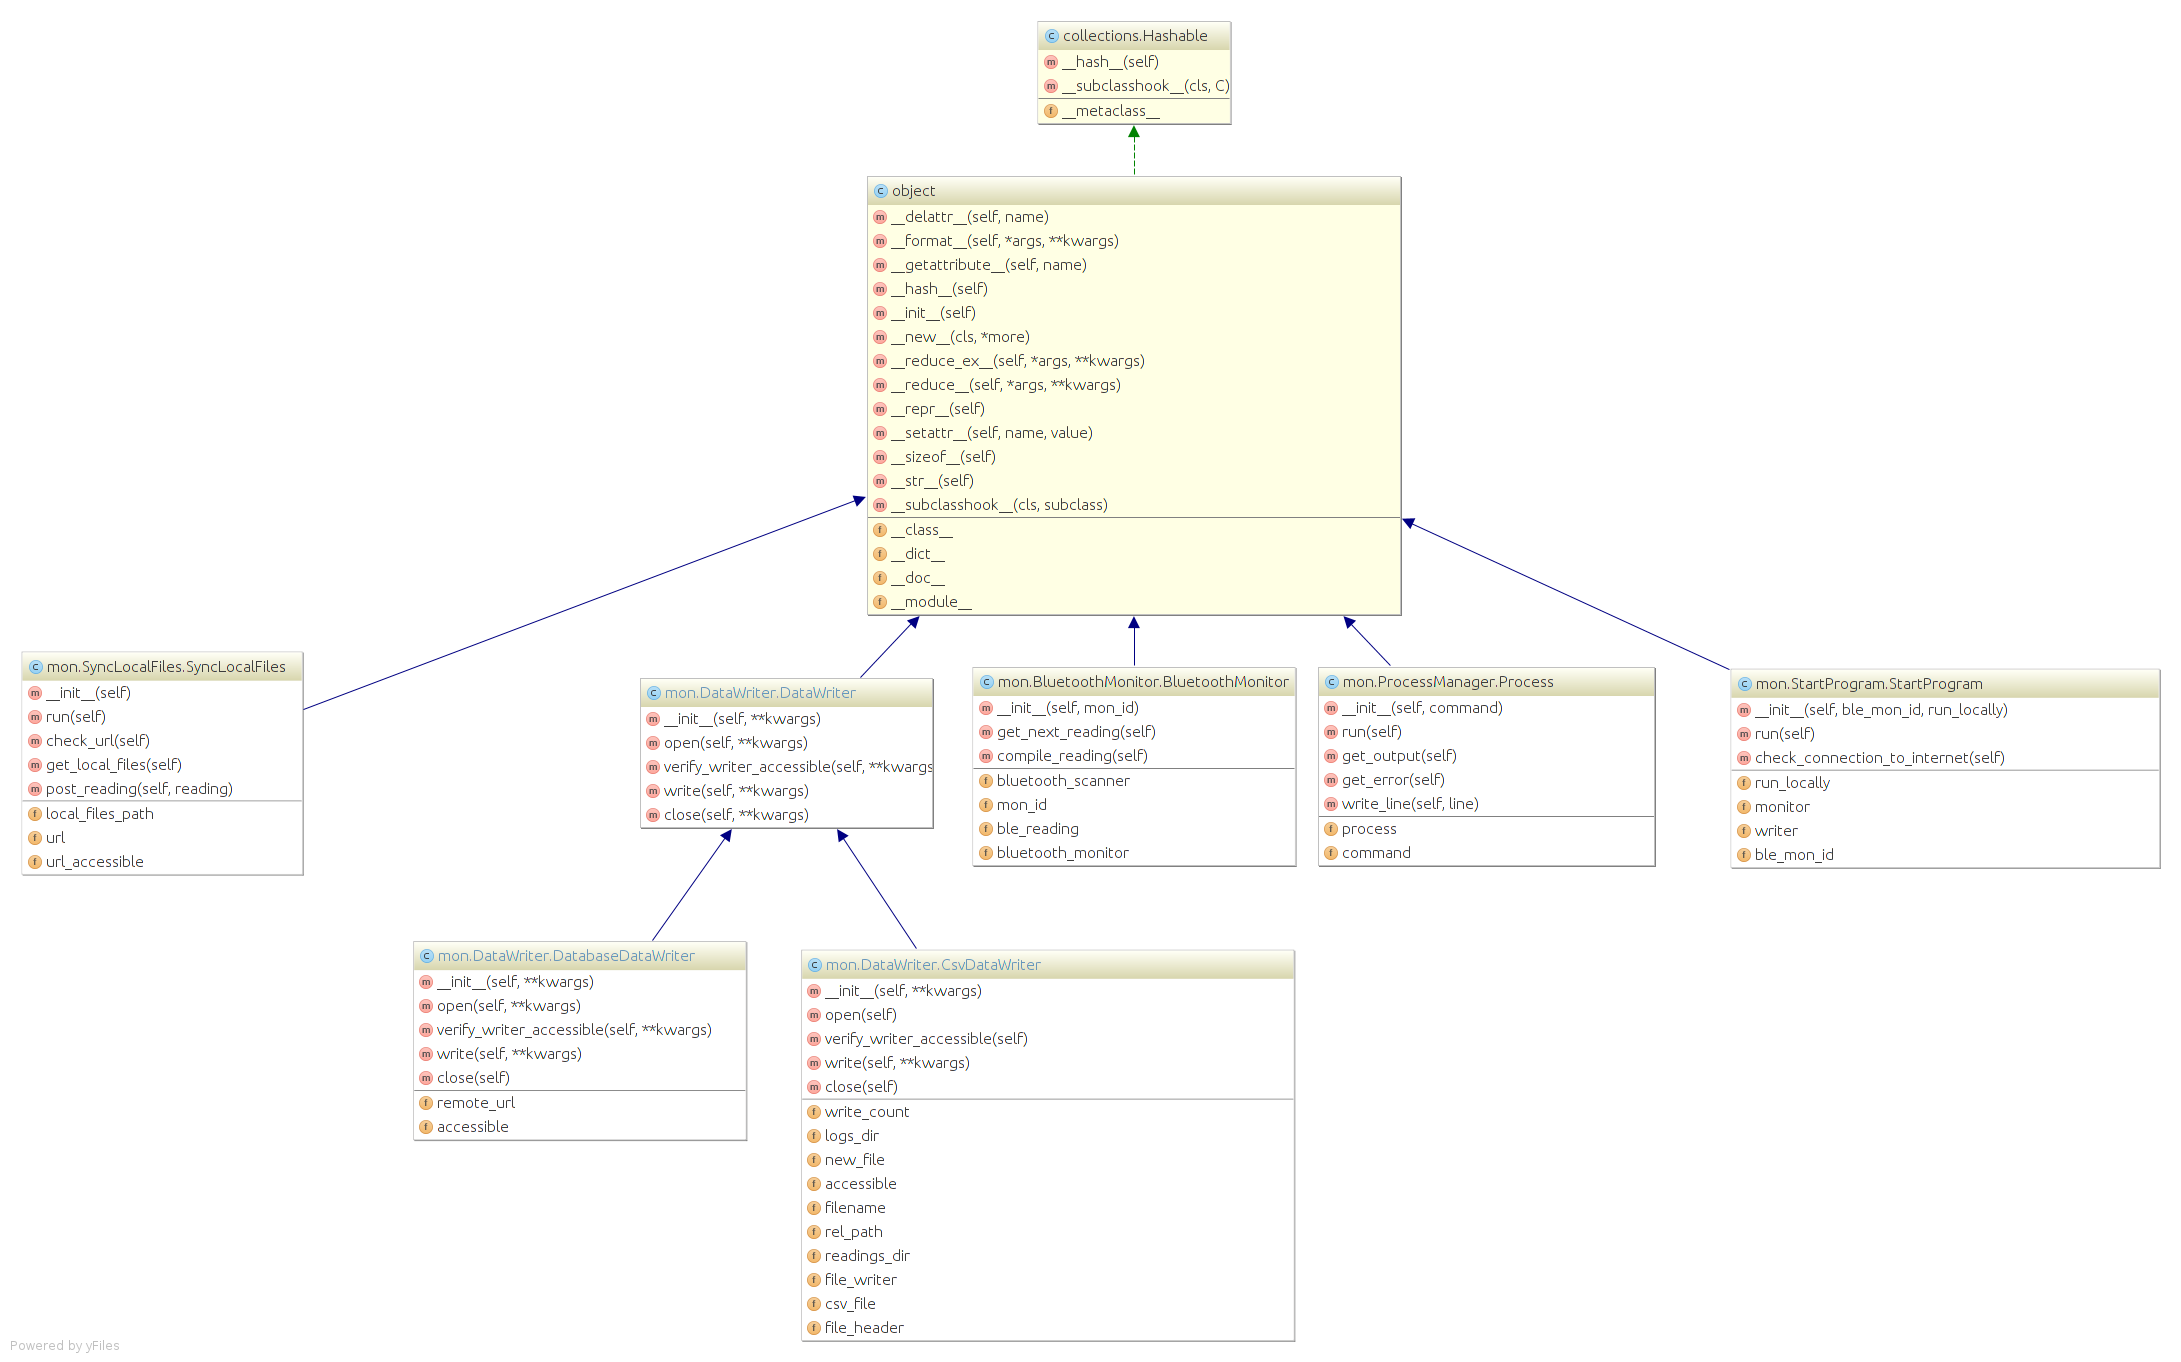 collections.Hashable
__hash__(self)
__subclasshook__(cls, C)
__metaclass__
object
__delattr__(self, name)
__format__(self, *args, **kwargs)
__getattribute__(self, name)
__hash__(self)
__init__(self)
__new__(cls, *more)
__reduce_ex__(self, *args, **kwargs)
__reduce__(self, *args, **kwargs)
__repr__(self)
__setattr__(self, name, value)
__sizeof__(self)
__str__(self)
__subclasshook__(cls, subclass)
__class__
__dict__
__doc__
__module__
mon.SyncLocalFiles.SyncLocalFiles
__init__(self)
run(self)
check_url(self)
get_local_files(self)
post_reading(self, reading)
local_files_path
url
url_accessible
mon.DataWriter.DataWriter
__init__(self, **kwargs)
open(self, **kwargs)
verify_writer_accessible(self, **kwargs
write(self, **kwargs)
close(self, **kwargs)
mon.BluetoothMonitor.BluetoothMonitor
__init__(self, mon_id)
get_next_reading(self)
compile_reading(self)
bluetooth_scanner
mon_id
ble_reading
bluetooth_monitor
mon.ProcessManager.Process
__init__(self, command)
run(self)
get_output(self)
get_error(self)
write_line(self, line)
process
command
mon.StartProgram.StartProgram
__init__(self, ble_mon_id, run_locally)
run(self)
check_connection_to_internet(self)
run_locally
monitor
writer
ble_mon_id
mon.DataWriter.DatabaseDataWriter
__init__(self, **kwargs)
open(self, **kwargs)
verify_writer_accessible(self, **kwargs)
write(self, **kwargs)
close(self)
remote_url
accessible
mon.DataWriter.CsvDataWriter
__init__(self, **kwargs)
open(self)
verify_writer_accessible(self)
write(self, **kwargs)
close(self)
write_count
logs_dir
new_file
accessible
filename
rel_path
readings_dir
file_writer
csv_file
file_header
Powered by yFiles